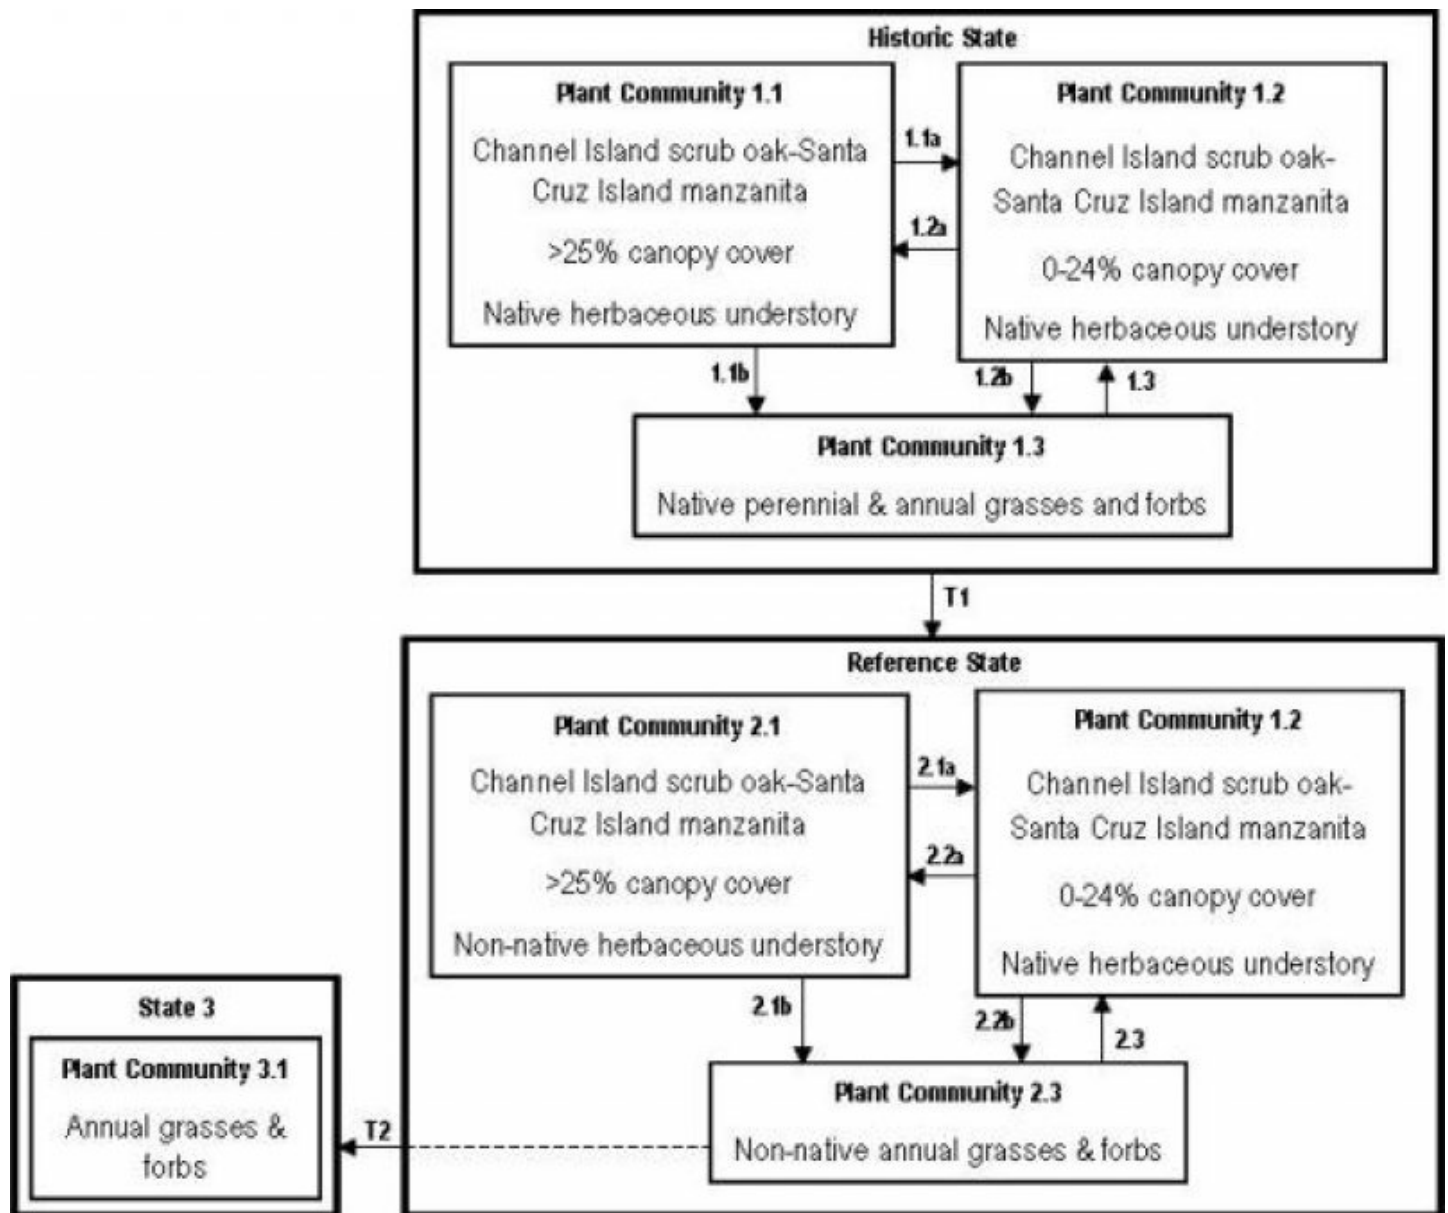 Historic State
Plant Community 1.1
Channel Island scrub oak-Santa
Cruz Island manzanita
>25% canopy cover
Native herbaceous understory
1.1a
1.2a
Plant Community 1.2
Channel Island scrub oak-
Santa Cruz Island manzanita
0-24% canopy cover
Native herbaceous understory
1.1b
1.2b
1.3
Plant Community 1.3
Native perennial & annual grasses and forbs
T1
Reference State
Plant Community 2.1
Channel Island scrub oak-Santa
Cruz Island manzanita
>25% canopy cover
Non-native herbaceous understory
2.1a
2.2a
Plant Community 1.2
Channel Island scrub oak-
Santa Cruz Island manzanita
0-24% canopy cover
Native herbaceous understory
2.1b
2.2b
2.3
Plant Community 2.3
Non-native annual grasses & forbs
T2
State 3
Plant Community 3.1
Annual grasses &
forbs